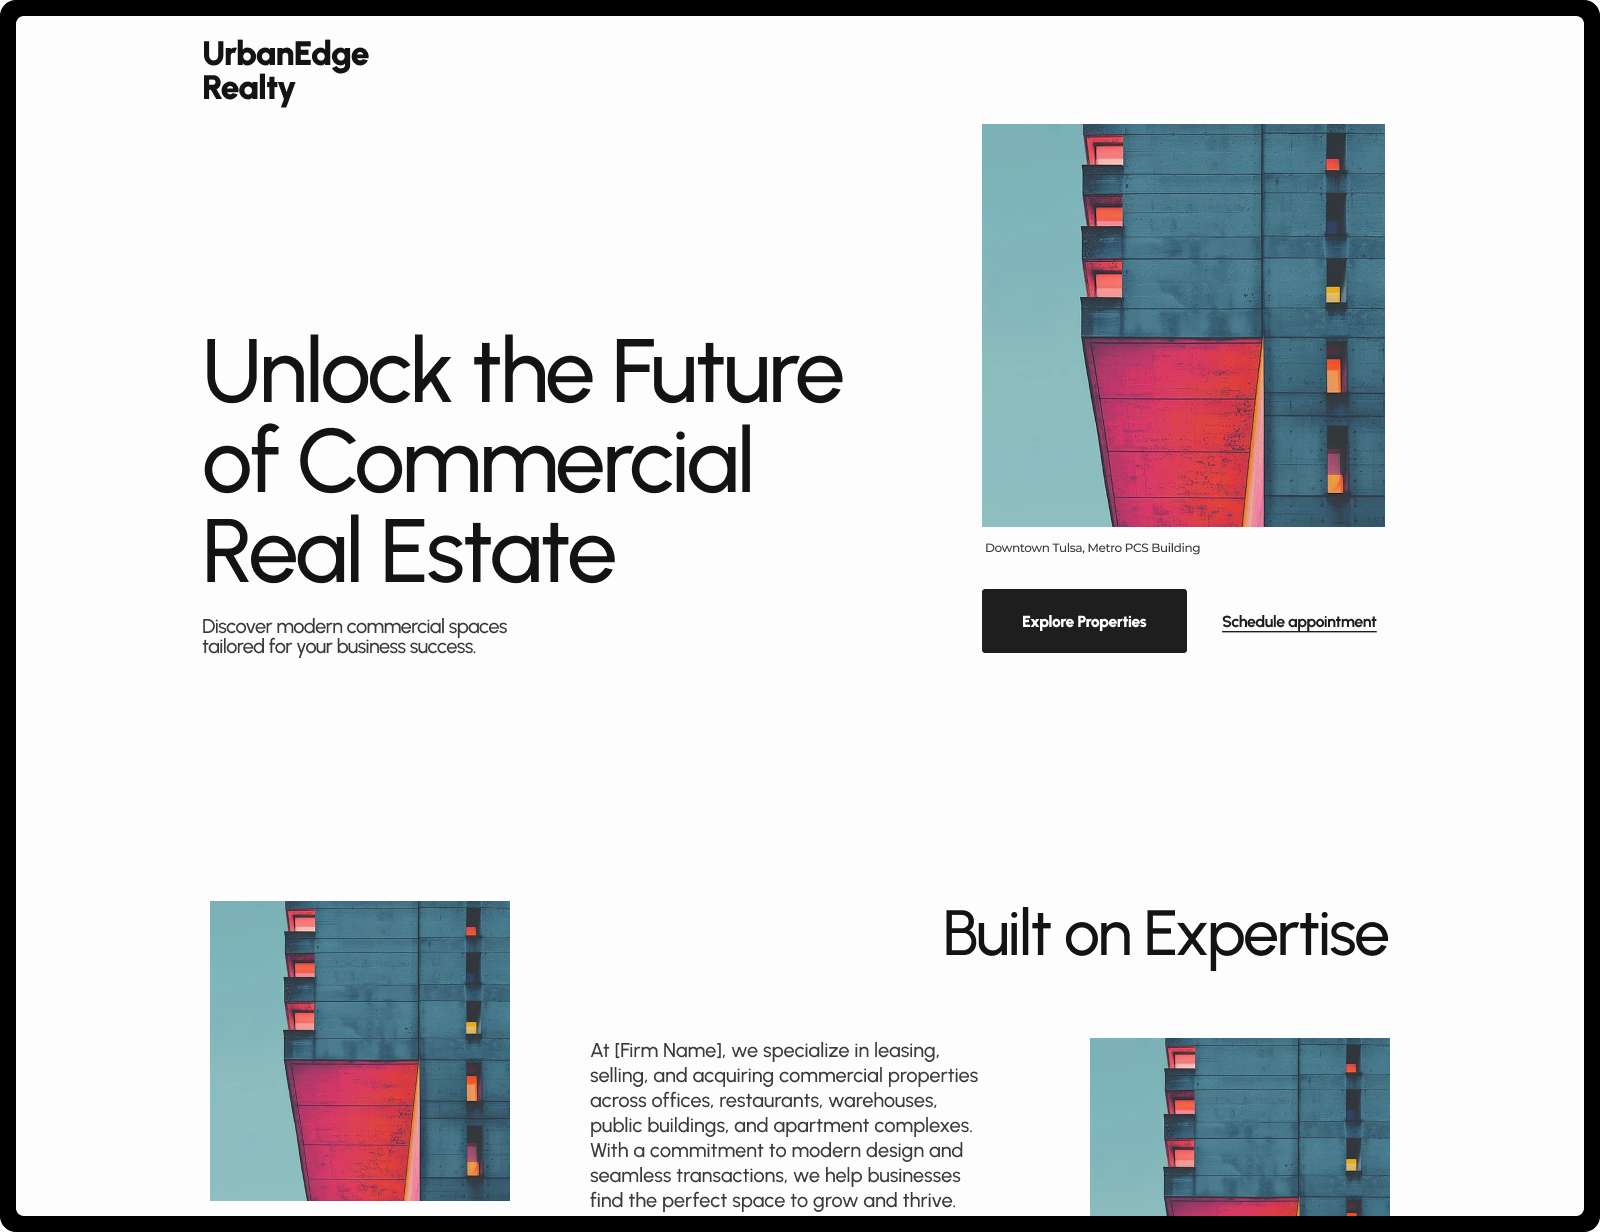 UrbanEdge
Realty
Unlock the Future
of Commercial
Real Estate
Discover modern commercial spaces
tailored for your business success.
Downtown Tulsa, Metro PCS Building
Explore Properties
Schedule appointment
Built on Expertise
At [Firm Name], we specialize in leasing,
selling, and acquiring commercial properties
across offices, restaurants, warehouses,
public buildings, and apartment complexes.
With a commitment to modern design and
seamless transactions, we help businesses
find the perfect space to grow and thrive.